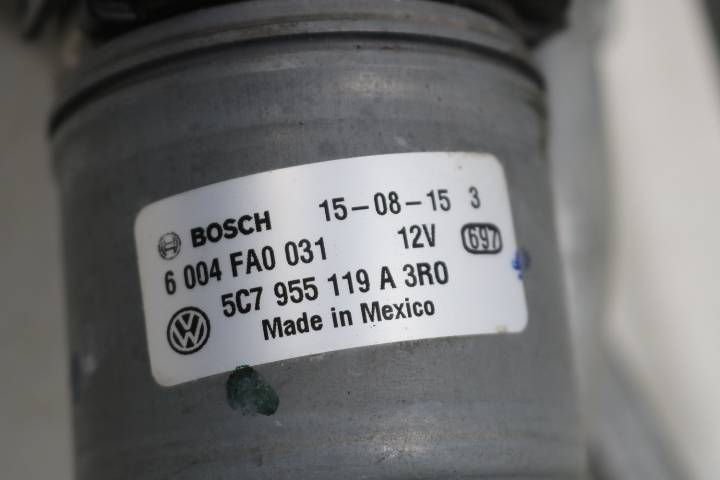 BOSCH 15-08-15 3
6 004 FA0 031 12V 697
5C7 955 119 A 3R0
Made in Mexico